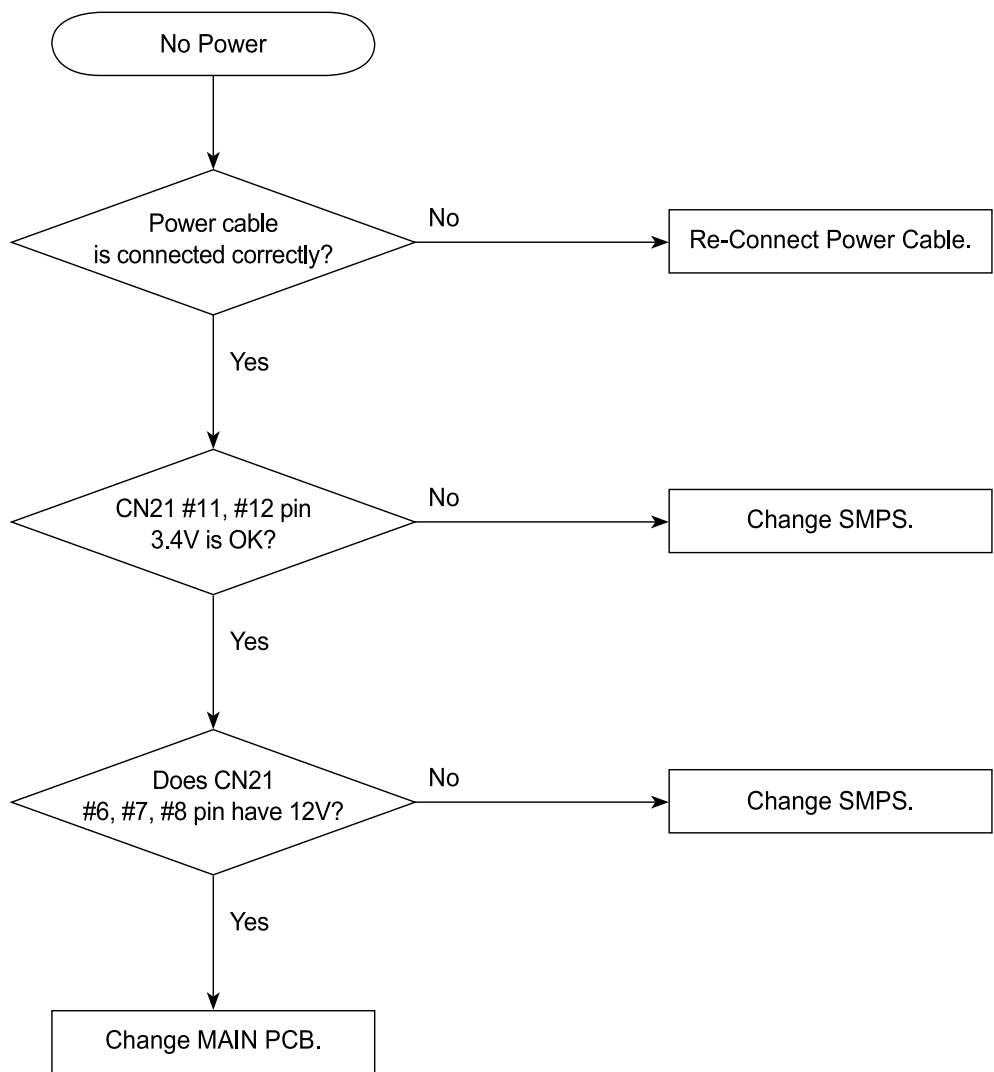 No Power
Power cable
is connected correctly?
No
Re-Connect Power Cable.
Yes
CN21 #11, #12 pin
3.4V is OK?
No
Change SMPS.
Yes
Does CN21
#6, #7, #8 pin have 12V?
No
Change SMPS.
Yes
Change MAIN PCB.